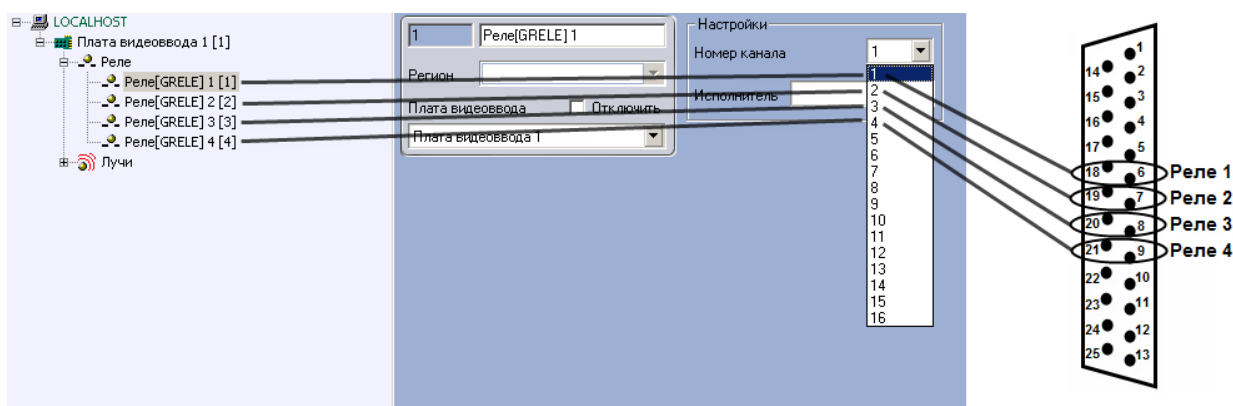 LOCALHOST
Плата видеоввода 1 [1]
Реле
Реле[GRELE] 1 [1]
Реле[GRELE] 2 [2]
Реле[GRELE] 3 [3]
Реле[GRELE] 4 [4]
Лучи
1 Реле[GRELE] 1
Регион
Плата видеоввода Отключить
Плата видеоввода 1
Настройки
Номер канала 1
Исполнитель
1
2
3
4
5
6
7
8
9
10
11
12
13
14
15
16
1
14 2
15 3
16 4
17 5
18 6 Реле 1
19 7 Реле 2
20 8 Реле 3
21 9 Реле 4
22 10
23 11
24 12
25 13